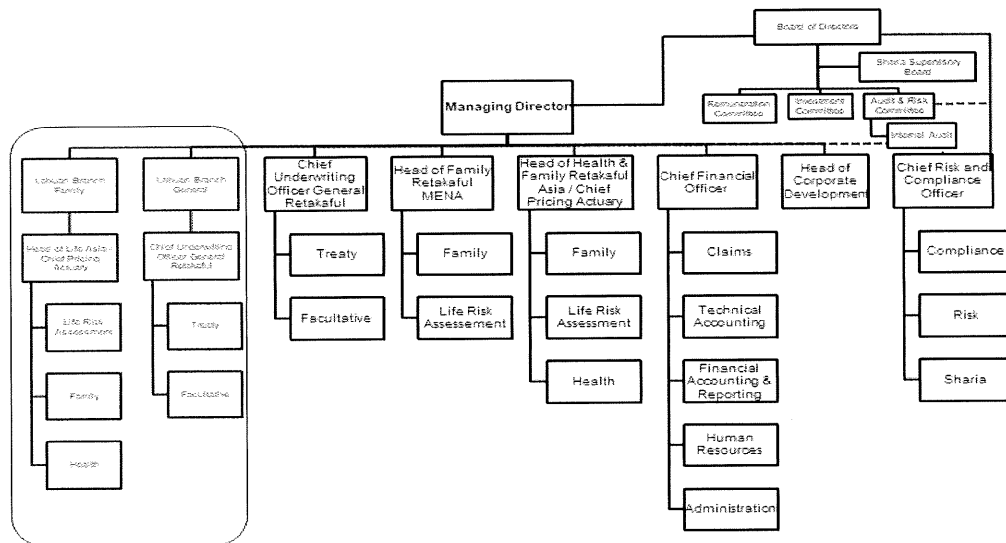 Board of Directors
Sharia Supervisory
Board
Managing Director
Remuneration
Committee
Investment
Committee
Audit & Risk
Committee
Internal Audit
Labuan Branch
Family
Labuan Branch
General
Chief
Underwriting
Officer General
Retakaful
Head of Family
Retakaful
MENA
Head of Health &
Family Retakaful
Asia / Chief
Pricing Actuary
Chief Financial
Officer
Head of
Corporate
Development
Chief Risk and
Compliance
Officer
Head of Life Asia /
Chief Pricing
Actuary
Chief Underwriting
Officer General
Retakaful
Treaty
Family
Family
Claims
Compliance
Life Risk
Assessment
Treaty
Facultative
Life Risk
Assessement
Life Risk
Assessment
Technical
Accounting
Risk
Family
Facultative
Health
Financial
Accounting &
Reporting
Sharia
Health
Human
Resources
Administration